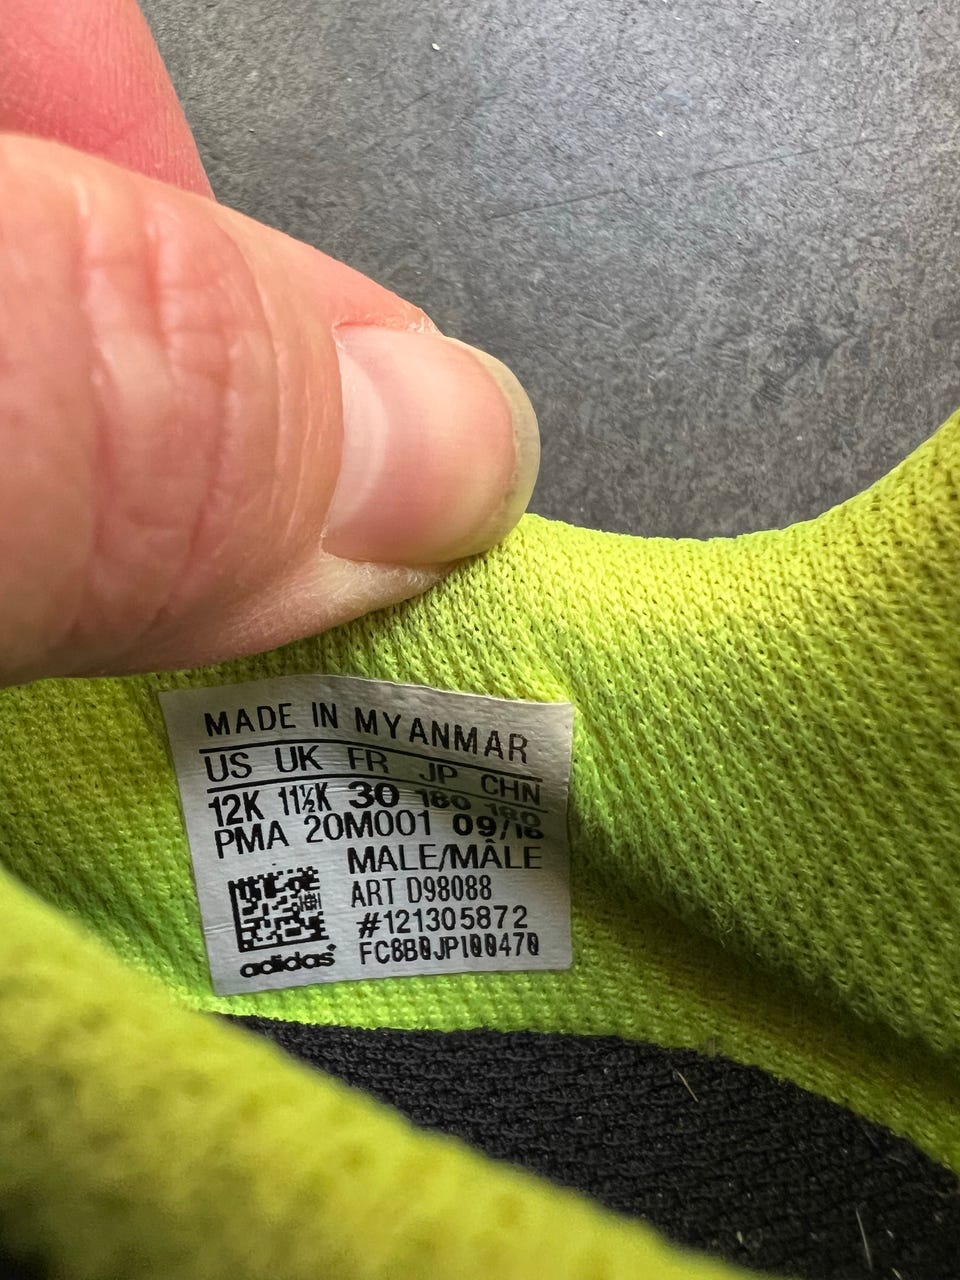 MADE IN MYANMAR
US UK FR JP CHN
12K 11½K 30 180 180
PMA 20M001 09/18
MALE/MÂLE
ART D98088
#121305872
FC8B0JPI00470
adidas